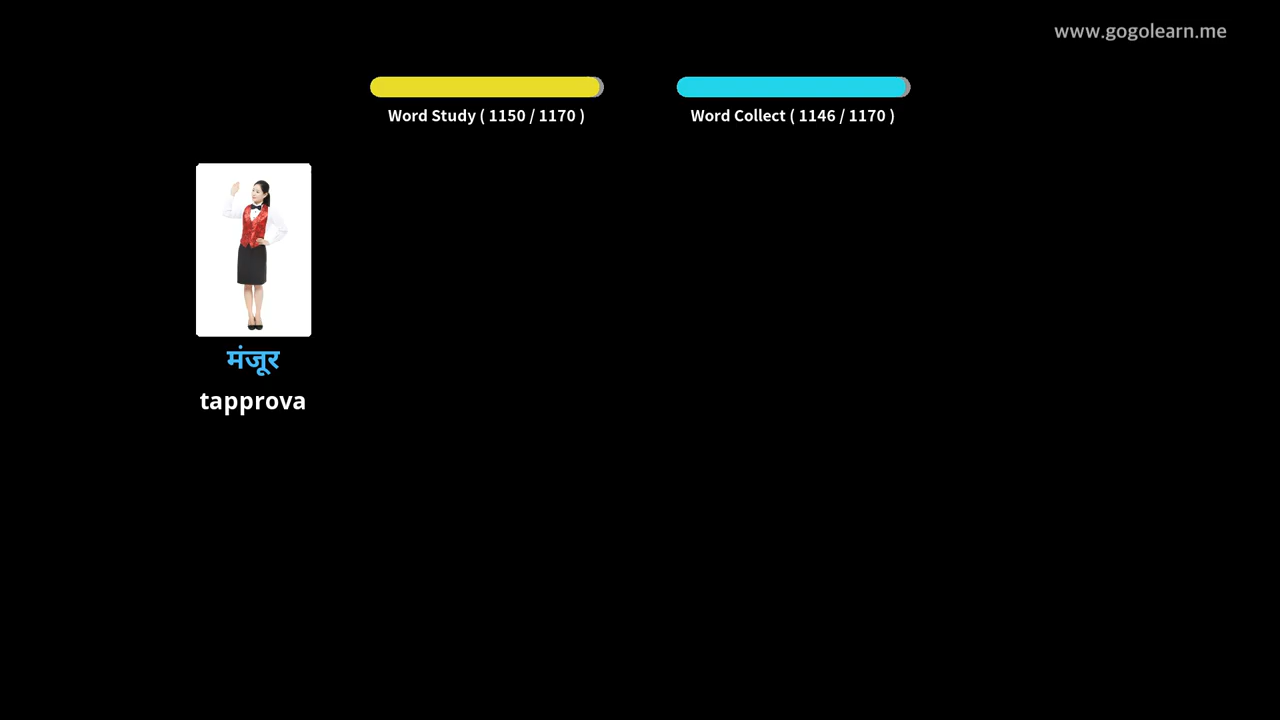 www.gogolearn.me
Word Study ( 1150 / 1170 )
Word Collect ( 1146 / 1170 )
मंजूर
tapprova